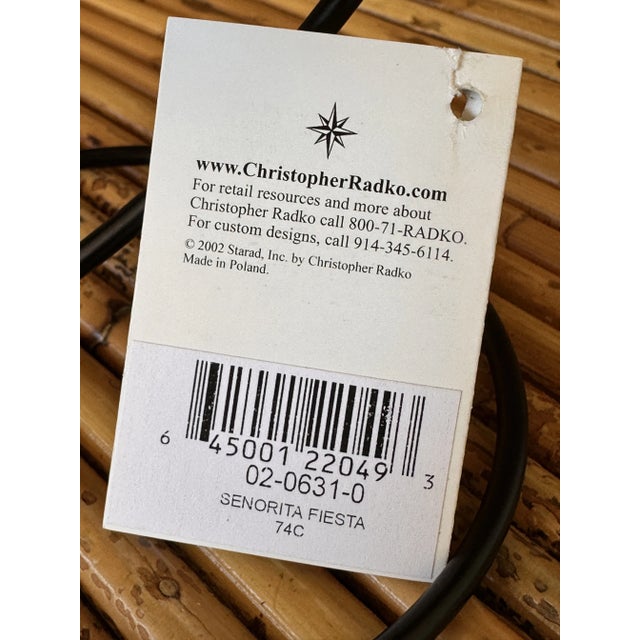 www.ChristopherRadko.com
For retail resources and more about
Christopher Radko call 800-71-RADKO.
For custom designs, call 914-345-6114.
© 2002 Starad, Inc. by Christopher Radko
Made in Poland.
6 45001 22049 3
02-0631-0
SENORITA FIESTA
74C